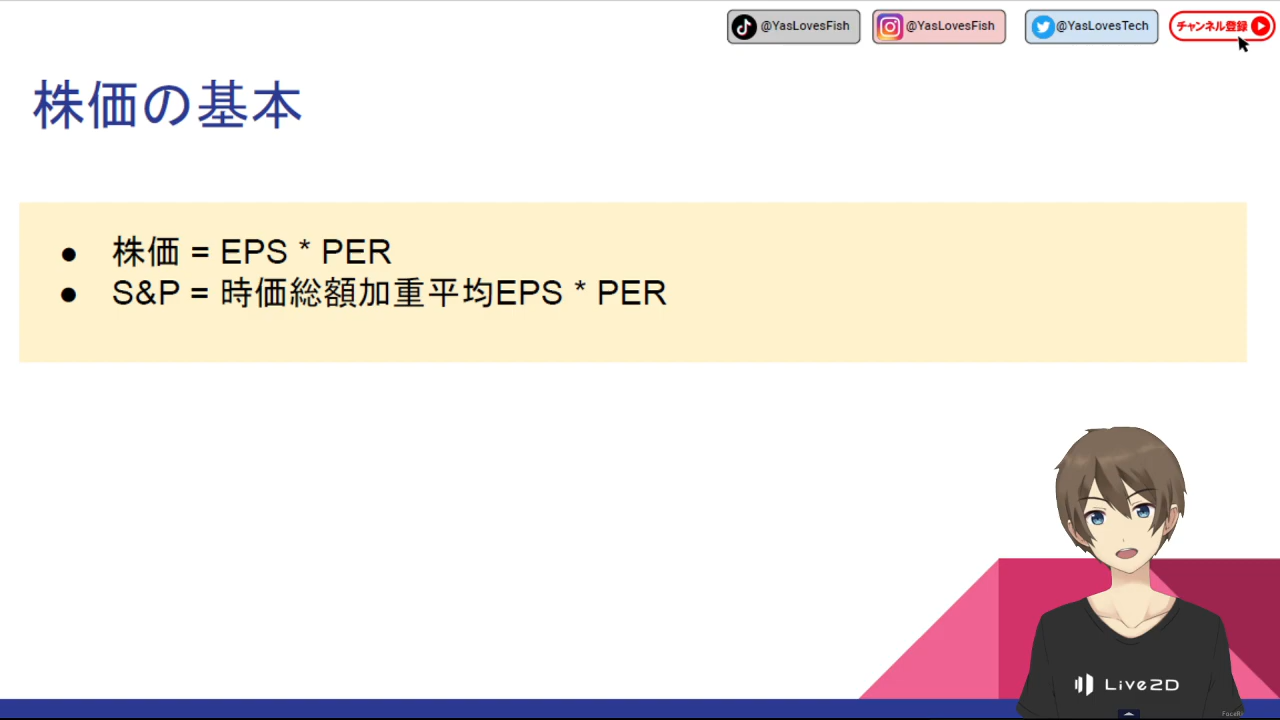 @YasLovesFish
@YasLovesFish
@YasLovesTech
チャンネル登録
株価の基本
● 株価 = EPS * PER
● S&P = 時価総額加重平均EPS * PER
Live2D